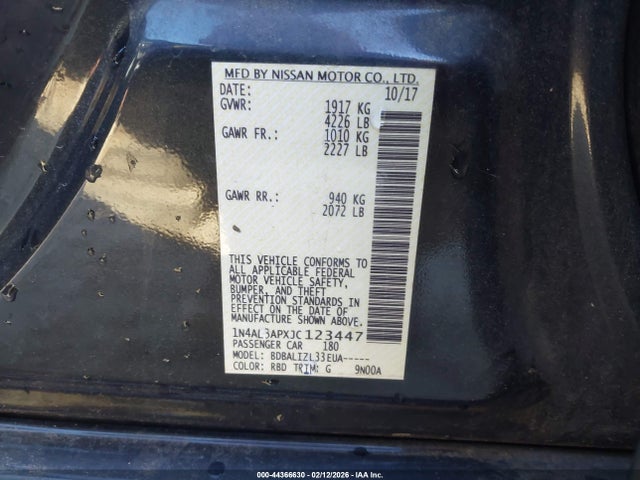 MFD BY NISSAN MOTOR CO., LTD.
DATE: 10/17
GVWR: 1917 KG
4226 LB
GAWR FR.: 1010 KG
2227 LB
GAWR RR.: 940 KG
2072 LB
THIS VEHICLE CONFORMS TO
ALL APPLICABLE FEDERAL
MOTOR VEHICLE SAFETY,
BUMPER, AND THEFT
PREVENTION STANDARDS IN
EFFECT ON THE DATE OF
MANUFACTURE SHOWN ABOVE.
1N4AL3APXJC123447
PASSENGER CAR 180
MODEL: BDBALIZL33EUA-----
COLOR: RBD TRIM: G 9N00A
000-44366630 - 02/12/2026 - IAA Inc.